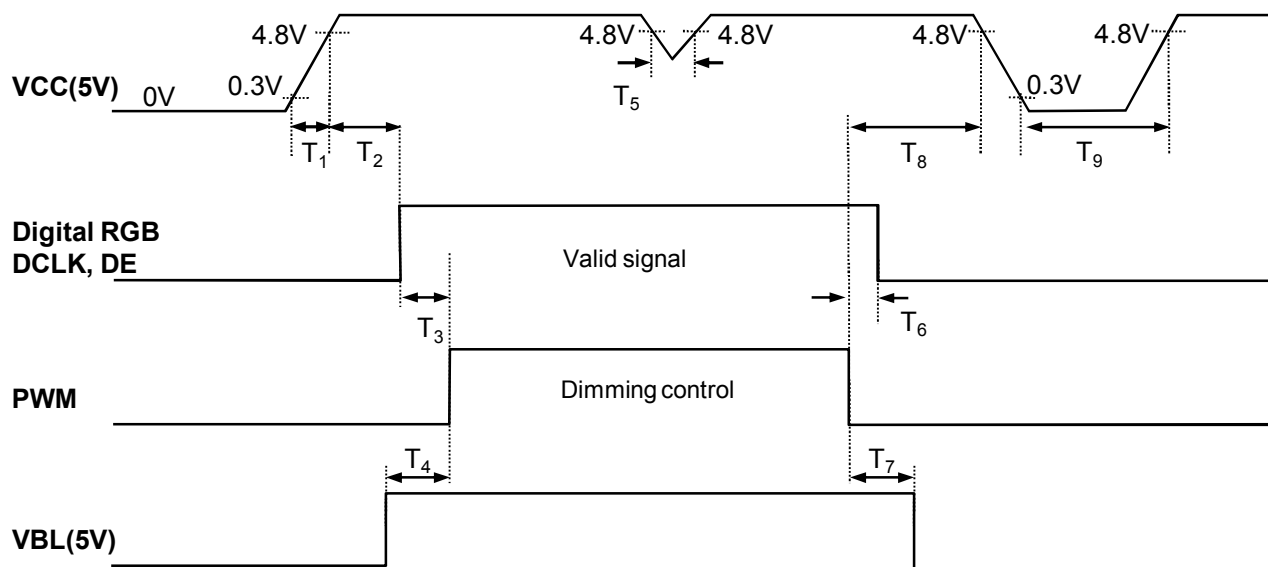 4.8V 4.8V 4.8V 4.8V 4.8V
VCC(5V) 0V 0.3V 0.3V
T5
T1 T2 T8 T9
Digital RGB
DCLK, DE
Valid signal
T3 T6
PWM
Dimming control
T4 T7
VBL(5V)